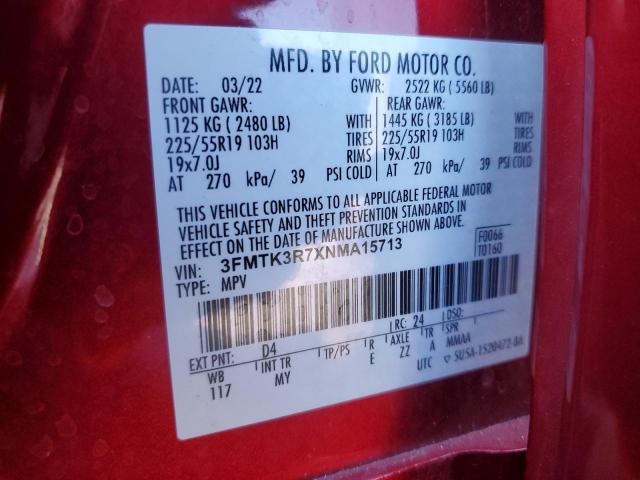 MFD. BY FORD MOTOR CO.
DATE: 03/22 GVWR: 2522 KG ( 5560 LB)
FRONT GAWR: REAR GAWR:
1125 KG ( 2480 LB) WITH 1445 KG ( 3185 LB) WITH
225/55R19 103H TIRES 225/55R19 103H TIRES
19x7.0J RIMS 19x7.0J RIMS
AT 270 kPa/ 39 PSI COLD AT 270 kPa/ 39 PSI COLD
THIS VEHICLE CONFORMS TO ALL APPLICABLE FEDERAL MOTOR
VEHICLE SAFETY AND THEFT PREVENTION STANDARDS IN
EFFECT ON THE DATE OF MANUFACTURE SHOWN ABOVE.
VIN: 3FMTK3R7XNMA15713 F0066
TYPE: MPV T0160
EXT PNT: D4 RC: 24 DSO:
WB INT TR TP/PS R AXLE TR SPR
117 MY E ZZ A MMAA
UTC ▽ 5U5A-1520472-BA